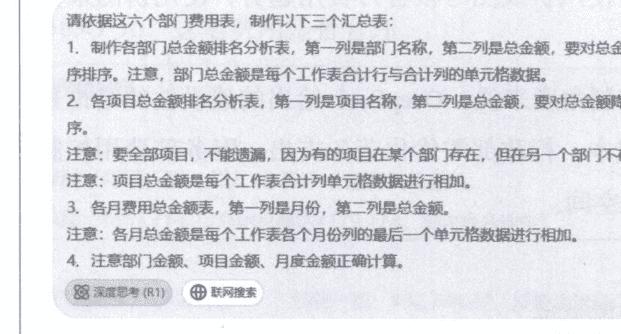 请依据这六个部门费用表，制作以下三个汇总表：
1. 制作各部门总金额排名分析表，第一列是部门名称，第二列是总金额，要对总金
序排序。注意，部门总金额是每个工作表合计行与合计列的单元格数据。
2. 各项目总金额排名分析表，第一列是项目名称，第二列是总金额，要对总金额降
序。
注意：要全部项目，不能遗漏，因为有的项目在某个部门存在，但在另一个部门不存
注意：项目总金额是每个工作表合计列单元格数据进行相加。
3. 各月费用总金额表，第一列是月份，第二列是总金额。
注意：各月总金额是每个工作表各个月份列的最后一个单元格数据进行相加。
4. 注意部门金额、项目金额、月度金额正确计算。
深度思考 (R1) 联网搜索